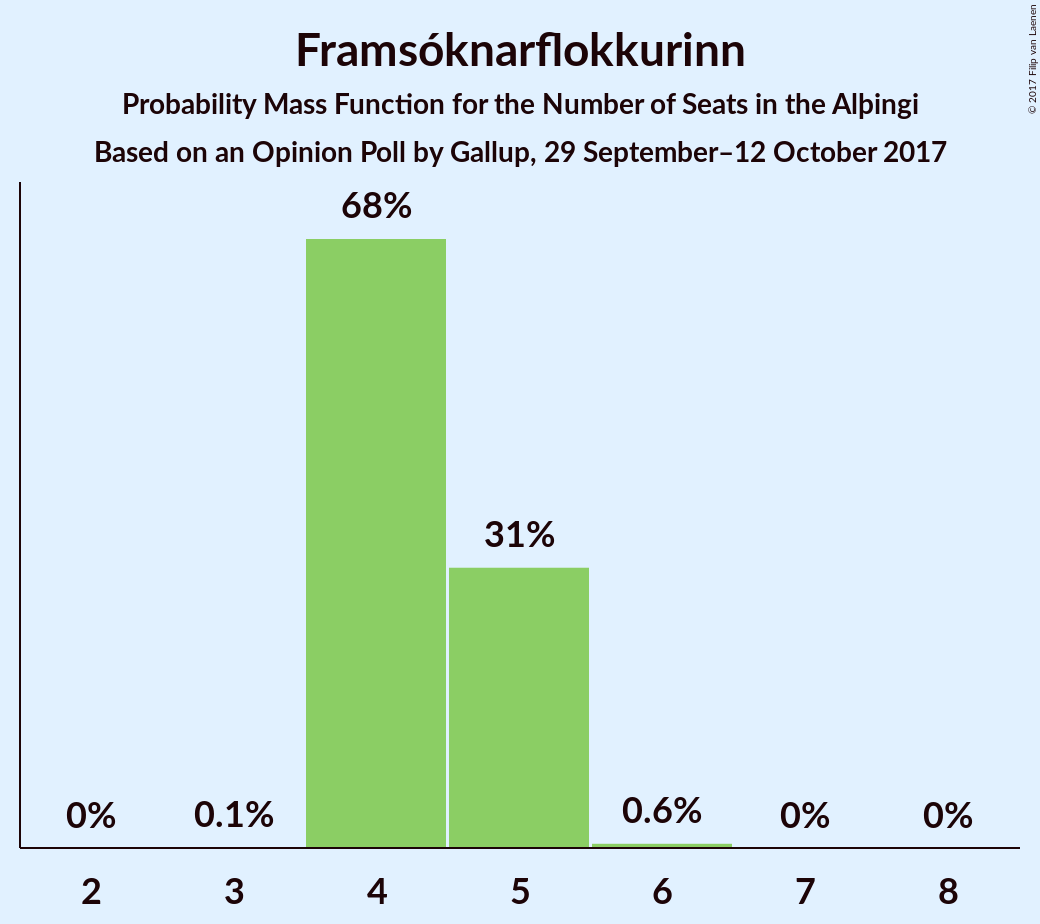 Framsóknarflokkurinn
Probability Mass Function for the Number of Seats in the Alþingi
Based on an Opinion Poll by Gallup, 29 September–12 October 2017
© 2017 Filip van Laenen
68%
31%
0% 0.1% 0.6% 0% 0%
2 3 4 5 6 7 8